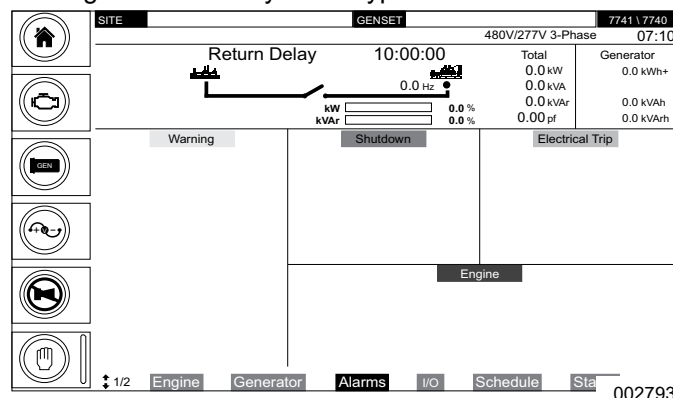 SITE GENSET 7741 \ 7740
480V/277V 3-Phase 07:10
Return Delay 10:00:00 Total Generator
0.0 kW 0.0 kWh+
0.0 Hz 0.0 kVA
kW 0.0 % 0.0 kVAr 0.0 kVAh
kVAr 0.0 % 0.00 pf 0.0 kVArh
Warning Shutdown Electrical Trip
GEN
Engine
1/2 Engine Generator Alarms I/O Schedule Sta
002793